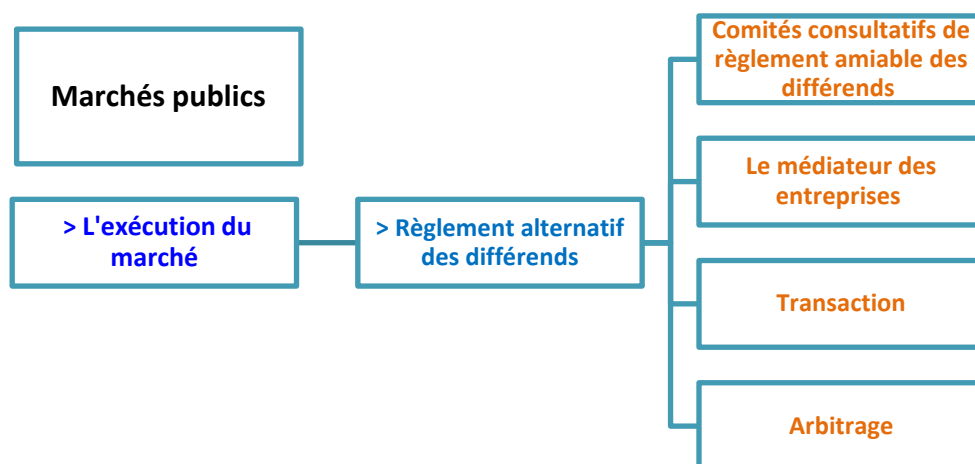 Marchés publics
> L'exécution du
marché
> Règlement alternatif
des différends
Comités consultatifs de
règlement amiable des
différends
Le médiateur des
entreprises
Transaction
Arbitrage